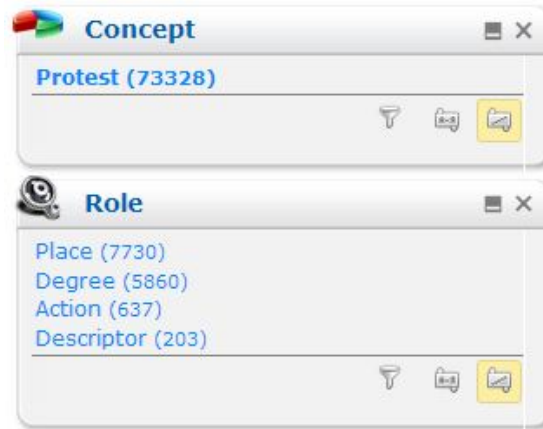 Concept
Protest (73328)
Role
Place (7730)
Degree (5860)
Action (637)
Descriptor (203)